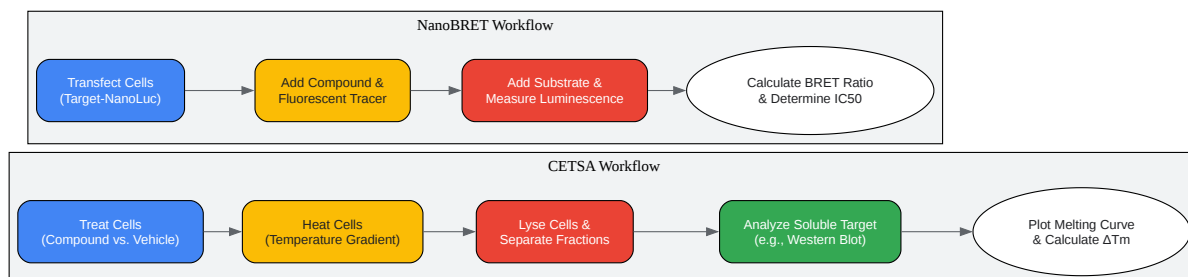 NanoBRET Workflow
Transfect Cells
(Target-NanoLuc)
Add Compound &
Fluorescent Tracer
Add Substrate &
Measure Luminescence
Calculate BRET Ratio
& Determine IC50
CETSA Workflow
Treat Cells
(Compound vs. Vehicle)
Heat Cells
(Temperature Gradient)
Lyse Cells &
Separate Fractions
Analyze Soluble Target
(e.g., Western Blot)
Plot Melting Curve
& Calculate ΔTm